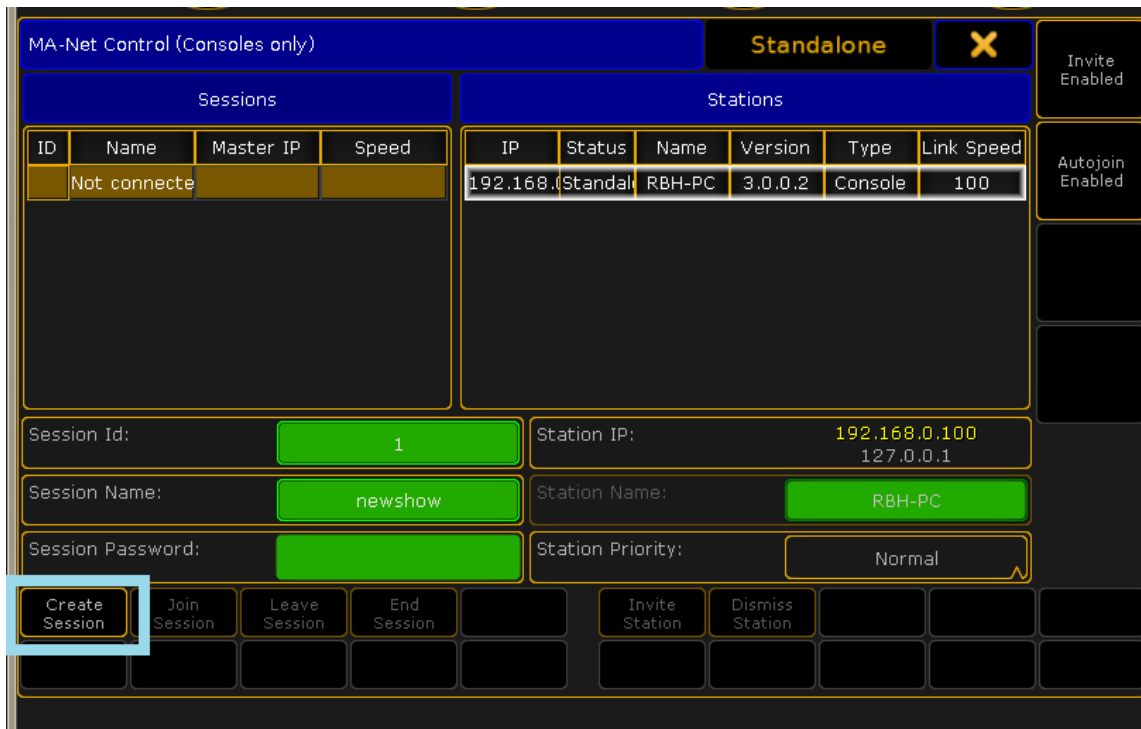 MA-Net Control (Consoles only)
Standalone
Invite
Enabled
Sessions
Stations
ID Name Master IP Speed
IP Status Name Version Type Link Speed
Autojoin
Enabled
Not connecte
192.168.( Standal RBH-PC 3.0.0.2 Console 100
Session Id: 1
Station IP: 192.168.0.100
127.0.0.1
Session Name: newshow
Station Name: RBH-PC
Session Password:
Station Priority: Normal
Create
Session
Join
Session
Leave
Session
End
Session
Invite
Station
Dismiss
Station